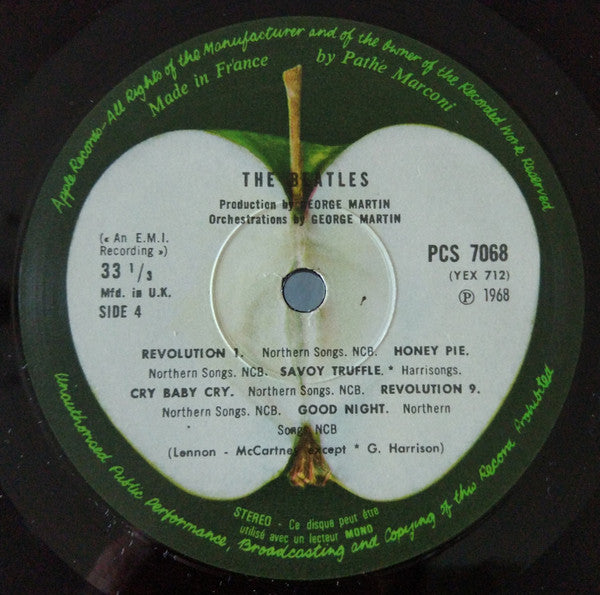 Apple Records-All Rights of the Manufacturer and of the Owner of the Recorded Work Reserved
Made in France by Pathe Marconi
THE BEATLES
Production by GEORGE MARTIN
Orchestrations by GEORGE MARTIN
(« An E.M.I.
Recording »)
33 1/3
Mfd. in U.K.
SIDE 4
PCS 7068
(YEX 712)
℗ 1968
REVOLUTION 1. Northern Songs. NCB. HONEY PIE.
Northern Songs. NCB. SAVOY TRUFFLE. * Harrisongs.
CRY BABY CRY. Northern Songs. NCB. REVOLUTION 9.
Northern Songs. NCB. GOOD NIGHT. Northern
Songs NCB
(Lennon - McCartney except * G. Harrison)
STEREO - Ce disque peut être
utilisé avec un lecteur MONO
Unauthorised Public Performance, Broadcasting and Copying of this Record Prohibited